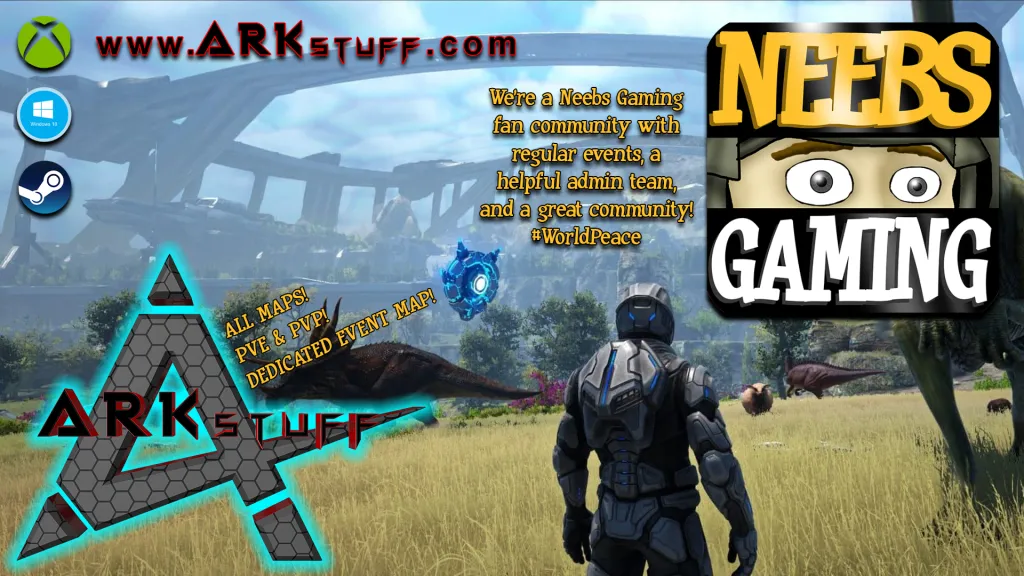 www.ARKstuff.com
Windows 10
We're a Neebs Gaming
fan community with
regular events, a
helpful admin team,
and a great community!
#WorldPeace
NEEBS
GAMING
ALL MAPS!
PVE & PVP!
DEDICATED EVENT MAP!
ARKstuff